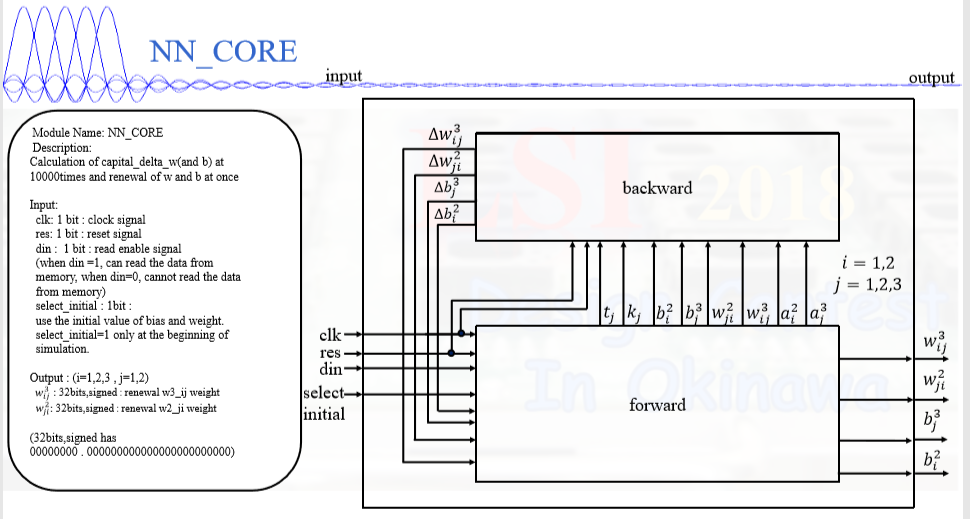 NN_CORE
input
output
Module Name: NN_CORE
Description:
Calculation of capital_delta_w(and b) at
10000times and renewal of w and b at once
Input:
clk: 1 bit : clock signal
res: 1 bit : reset signal
din : 1 bit : read enable signal
(when din =1, can read the data from
memory, when din=0, cannot read the data
from memory)
select_initial : 1bit :
use the initial value of bias and weight.
select_initial=1 only at the beginning of
simulation.
Output : (i=1,2,3 , j=1,2)
w³ᵢⱼ : 32bits,signed : renewal w3_ij weight
w²ⱼᵢ: 32bits,signed : renewal w2_ji weight
(32bits,signed has
00000000 . 000000000000000000000000)
Δw³ᵢⱼ
Δw²ⱼᵢ
Δb³ⱼ
Δb²ᵢ
backward
LSI 2018
i = 1,2
j = 1,2,3
tⱼ kⱼ b²ᵢ b³ⱼ w²ⱼᵢ w³ᵢⱼ a²ᵢ a³ⱼ
Design Contest
In Okinawa
clk
res
din
select
initial
forward
w³ᵢⱼ
w²ⱼᵢ
b³ⱼ
b²ᵢ